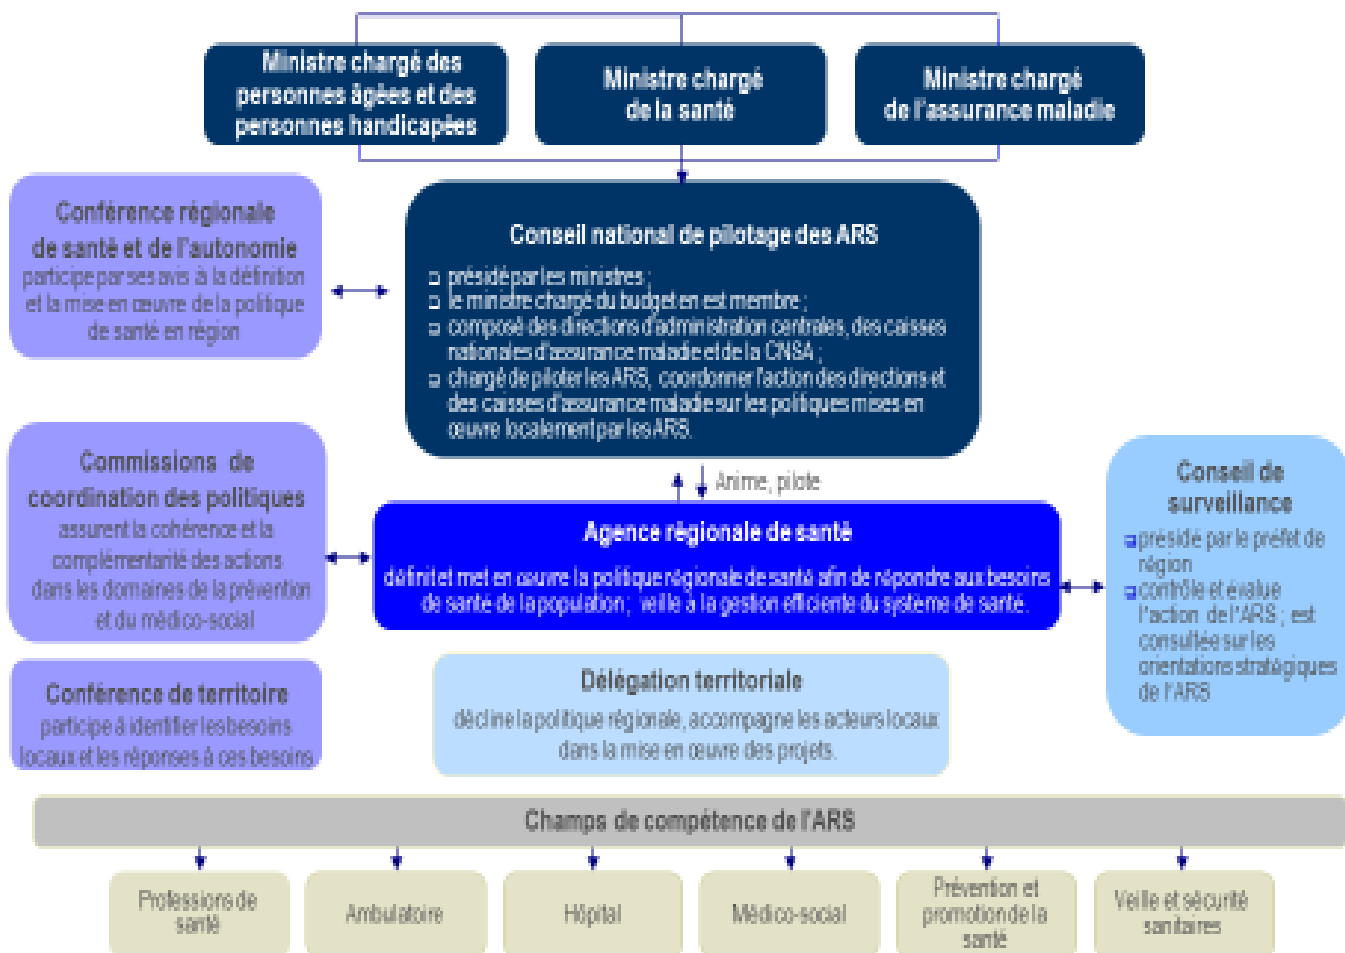 Ministre chargé des
personnes âgées et des
personnes handicapées
Ministre chargé
de la santé
Ministre chargé
de l'assurance maladie
Conférence régionale
de santé et de l'autonomie
participe par ses avis à la définition
et la mise en œuvre de la politique
de santé en région
Conseil national de pilotage des ARS
présidé par les ministres ;
le ministre chargé du budget en est membre ;
composé des directions d'administration centrales, des caisses
nationales d'assurance maladie et de la CNSA ;
chargé de piloter les ARS, coordonner l'action des directions et
des caisses d'assurance maladie sur les politiques mises en
œuvre localement par les ARS.
Commissions de
coordination des politiques
assurent la cohérence et la
complémentarité des actions
dans les domaines de la prévention
et du médico-social
Anime, pilote
Agence régionale de santé
définit et met en œuvre la politique régionale de santé afin de répondre aux besoins
de santé de la population ; veille à la gestion efficiente du système de santé.
Conseil de
surveillance
présidé par le préfet de
région
contrôle et évalue
l'action de l'ARS ; est
consultée sur les
orientations stratégiques
de l'ARS
Conférence de territoire
participe à identifier les besoins
locaux et les réponses à ces besoins
Délégation territoriale
décline la politique régionale, accompagne les acteurs locaux
dans la mise en œuvre des projets.
Champs de compétence de l'ARS
Professions de
santé
Ambulatoire
Hôpital
Médico-social
Prévention et
promotion de la
santé
Veille et sécurité
sanitaires